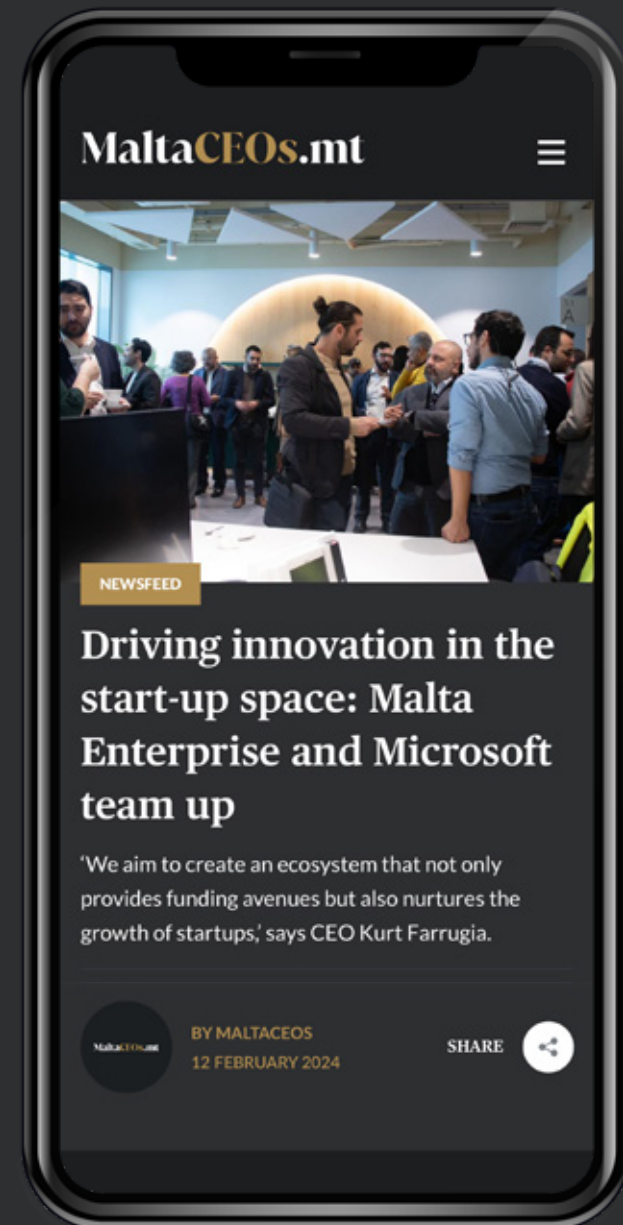 MaltaCEOs.mt
NEWSFEED
Driving innovation in the
start-up space: Malta
Enterprise and Microsoft
team up
‘We aim to create an ecosystem that not only
provides funding avenues but also nurtures the
growth of startups,’ says CEO Kurt Farrugia.
MaltaCEOs.mt
BY MALTACEOS
12 FEBRUARY 2024
SHARE